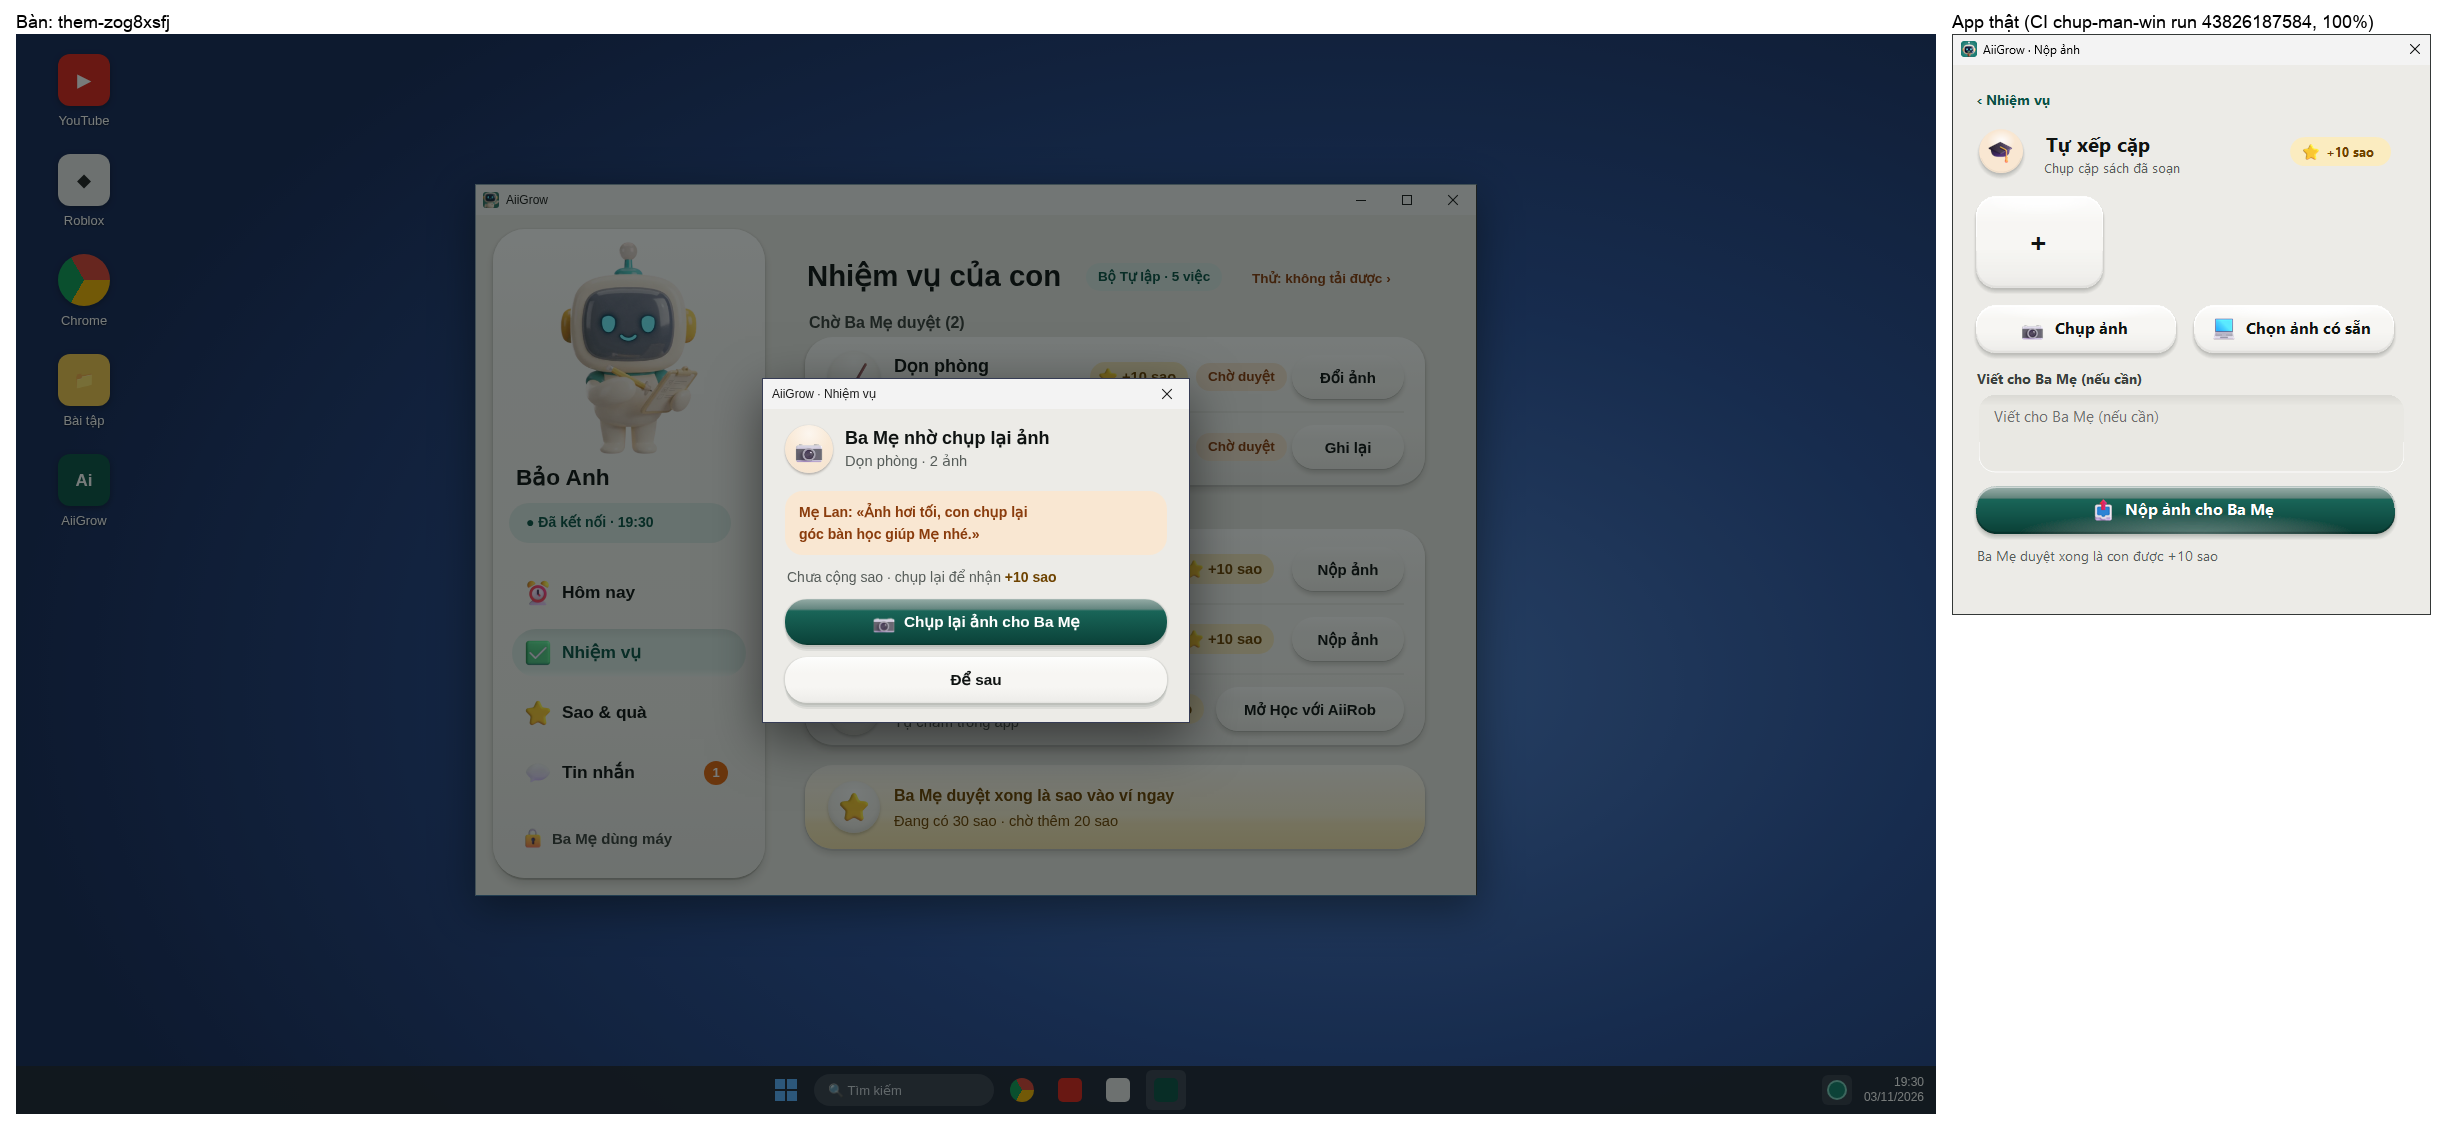 Bàn: them-zog8xsfj
YouTube
Roblox
Chrome
Bài tập
Ai
AiiGrow
AiiGrow
Bảo Anh
● Đã kết nối · 19:30
Hôm nay
Nhiệm vụ
Sao & quà
Tin nhắn
1
Ba Mẹ dùng máy
Nhiệm vụ của con
Bộ Tự lập · 5 việc
Thử: không tải được ›
Chờ Ba Mẹ duyệt (2)
Dọn phòng
+10 sao
Chờ duyệt
Đổi ảnh
Chờ duyệt
Ghi lại
+10 sao
Nộp ảnh
+10 sao
Nộp ảnh
Mở Học với AiiRob
Ba Mẹ duyệt xong là sao vào ví ngay
Đang có 30 sao · chờ thêm 20 sao
AiiGrow · Nhiệm vụ
Ba Mẹ nhờ chụp lại ảnh
Dọn phòng · 2 ảnh
Mẹ Lan: «Ảnh hơi tối, con chụp lại
góc bàn học giúp Mẹ nhé.»
Chưa cộng sao · chụp lại để nhận +10 sao
Chụp lại ảnh cho Ba Mẹ
Để sau
Tìm kiếm
19:30
03/11/2026
App thật (CI chup-man-win run 43826187584, 100%)
AiiGrow · Nộp ảnh
‹ Nhiệm vụ
Tự xếp cặp
Chụp cặp sách đã soạn
+10 sao
+
Chụp ảnh
Chọn ảnh có sẵn
Viết cho Ba Mẹ (nếu cần)
Viết cho Ba Mẹ (nếu cần)
Nộp ảnh cho Ba Mẹ
Ba Mẹ duyệt xong là con được +10 sao